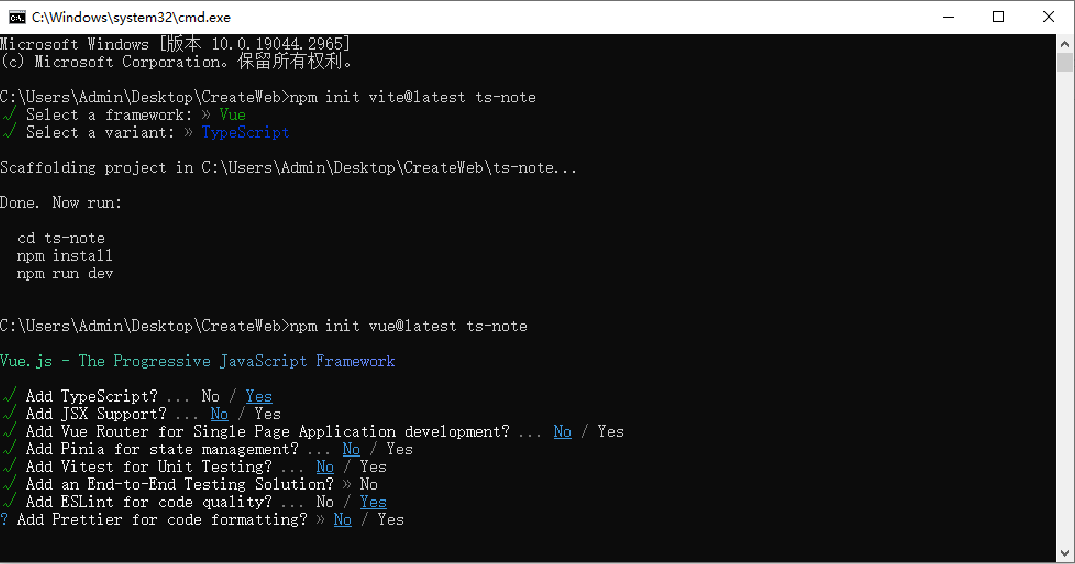 C:\Windows\system32\cmd.exe
Microsoft Windows [版本 10.0.19044.2965]
(c) Microsoft Corporation。保留所有权利。
C:\Users\Admin\Desktop\CreateWeb>npm init vite@latest ts-note
√ Select a framework: » Vue
√ Select a variant: » TypeScript
Scaffolding project in C:\Users\Admin\Desktop\CreateWeb\ts-note...
Done. Now run:
cd ts-note
npm install
npm run dev
C:\Users\Admin\Desktop\CreateWeb>npm init vue@latest ts-note
Vue.js - The Progressive JavaScript Framework
√ Add TypeScript? ... No / Yes
√ Add JSX Support? ... No / Yes
√ Add Vue Router for Single Page Application development? ... No / Yes
√ Add Pinia for state management? ... No / Yes
√ Add Vitest for Unit Testing? ... No / Yes
√ Add an End-to-End Testing Solution? » No
√ Add ESLint for code quality? ... No / Yes
? Add Prettier for code formatting? » No / Yes